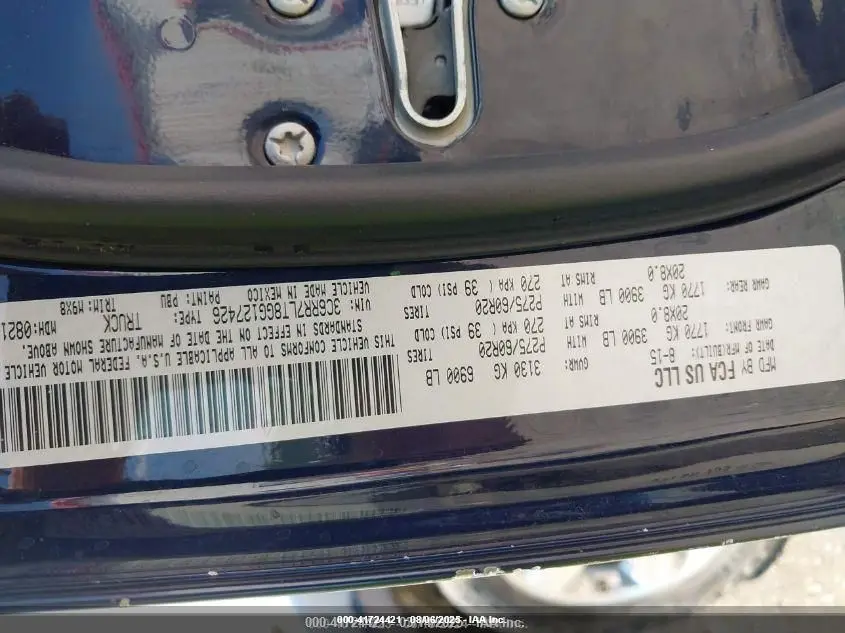 MFD BY FCA US LLC
DATE OF MFR(BUILT): 8-15
GVWR: 3130 KG 6900 LB
GAWR FRONT: 1770 KG 3900 LB WITH P275/60R20 TIRES
20X8.0 RIMS AT 270 KPA ( 39 PSI) COLD
GAWR REAR: 1770 KG 3900 LB WITH P275/60R20 TIRES
20X8.0 RIMS AT 270 KPA ( 39 PSI) COLD
THIS VEHICLE CONFORMS TO ALL APPLICABLE U.S.A. FEDERAL MOTOR VEHICLE
STANDARDS IN EFFECT ON THE DATE OF MANUFACTURE SHOWN ABOVE.
VIN: 3C6RR7LT8GG127426 TYPE: TRUCK MDH:0821
VEHICLE MADE IN MEXICO PAINT: PBU TRIM: M9X8
000-41724421 - 08/06/2025 - IAA Inc.